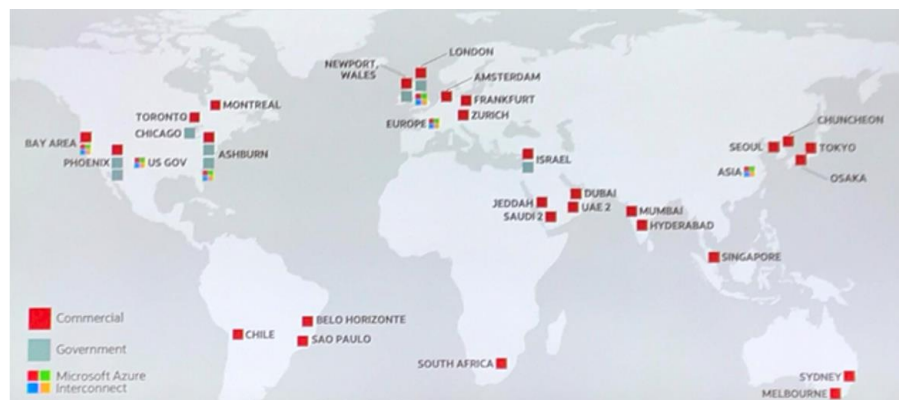 LONDON
NEWPORT,
WALES
AMSTERDAM
FRANKFURT
ZURICH
EUROPE
MONTREAL
TORONTO
CHICAGO
BAY AREA
PHOENIX
US GOV
ASHBURN
ISRAEL
CHUNCHEON
SEOUL
TOKYO
OSAKA
ASIA
JEDDAH
SAUDI 2
DUBAI
UAE 2
MUMBAI
HYDERABAD
SINGAPORE
BELO HORIZONTE
SAO PAULO
CHILE
SOUTH AFRICA
SYDNEY
MELBOURNE
Commercial
Government
Microsoft Azure
Interconnect